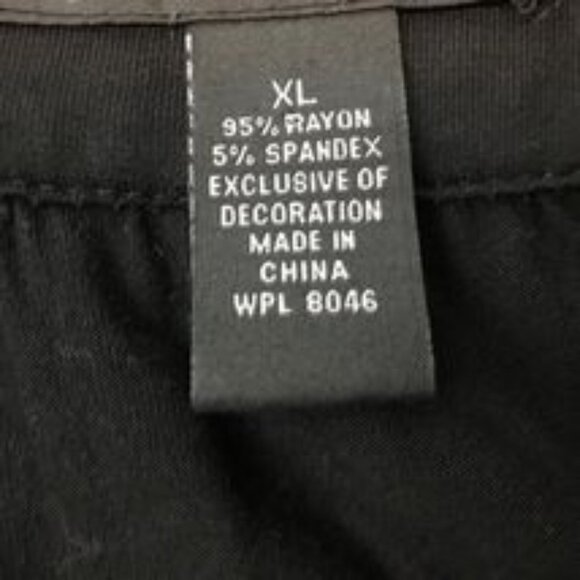 XL
95% RAYON
5% SPANDEX
EXCLUSIVE OF
DECORATION
MADE IN
CHINA
WPL 8046